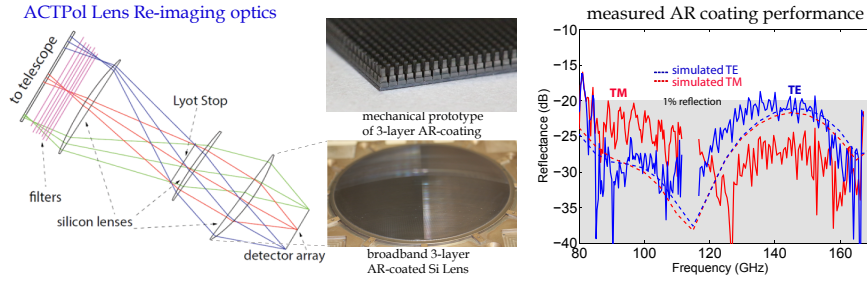 ACTPol Lens Re-imaging optics
to telescope
Lyot Stop
filters
silicon lenses
detector array
mechanical prototype
of 3-layer AR-coating
broadband 3-layer
AR-coated Si Lens
measured AR coating performance
simulated TE
simulated TM
TM
TE
1% reflection
Reflectance (dB)
−10
−15
−20
−25
−30
−35
−40
80
100
120
140
160
Frequency (GHz)